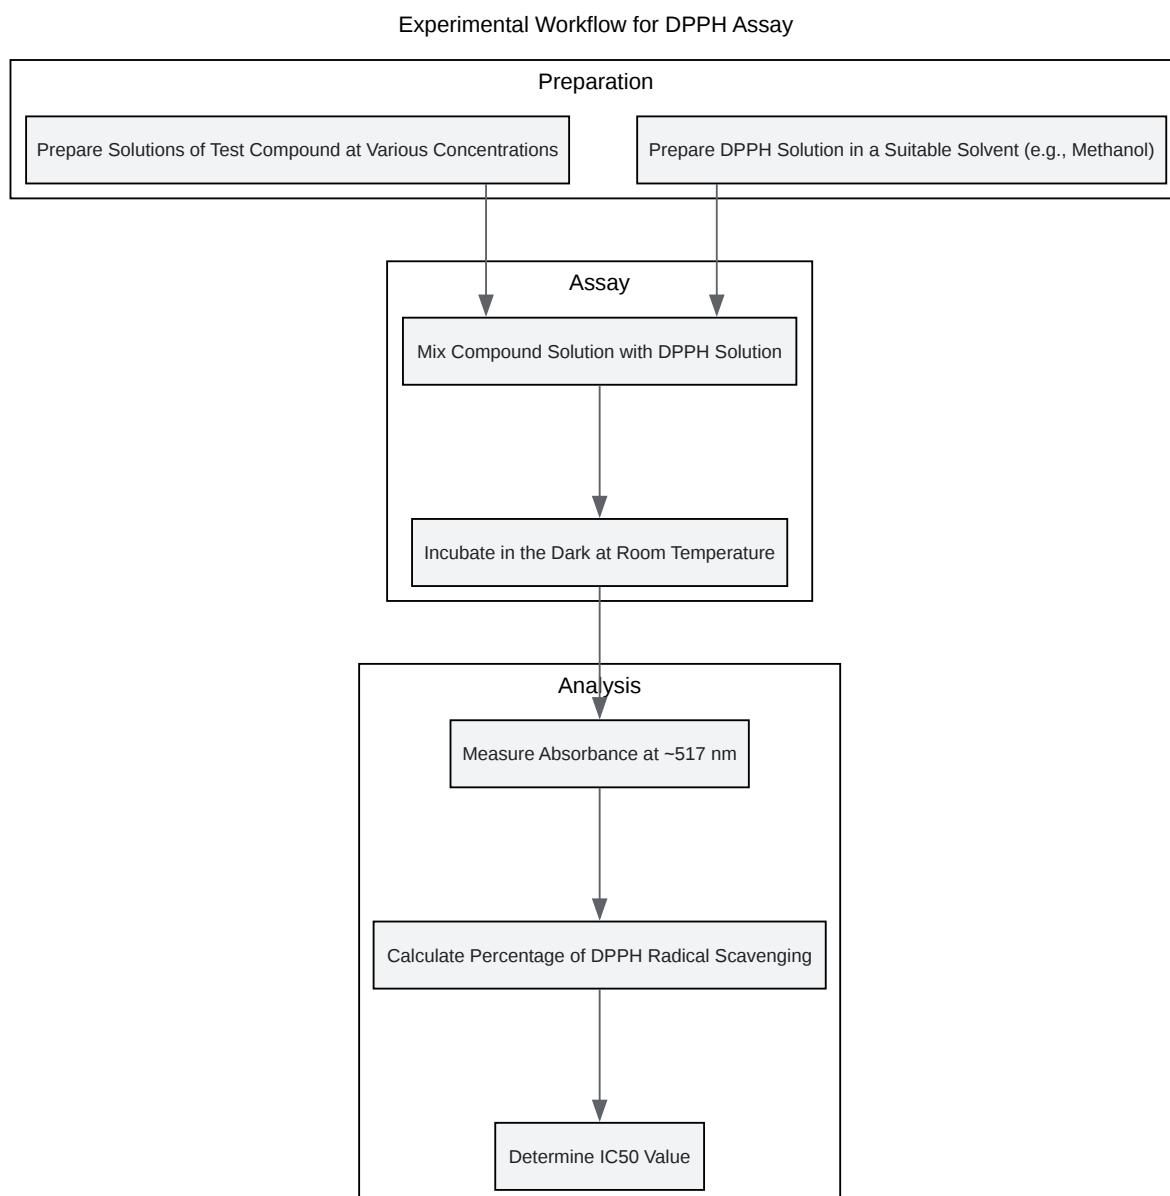 Experimental Workflow for DPPH Assay
Preparation
Prepare Solutions of Test Compound at Various Concentrations
Prepare DPPH Solution in a Suitable Solvent (e.g., Methanol)
Assay
Mix Compound Solution with DPPH Solution
Incubate in the Dark at Room Temperature
Analysis
Measure Absorbance at ~517 nm
Calculate Percentage of DPPH Radical Scavenging
Determine IC50 Value